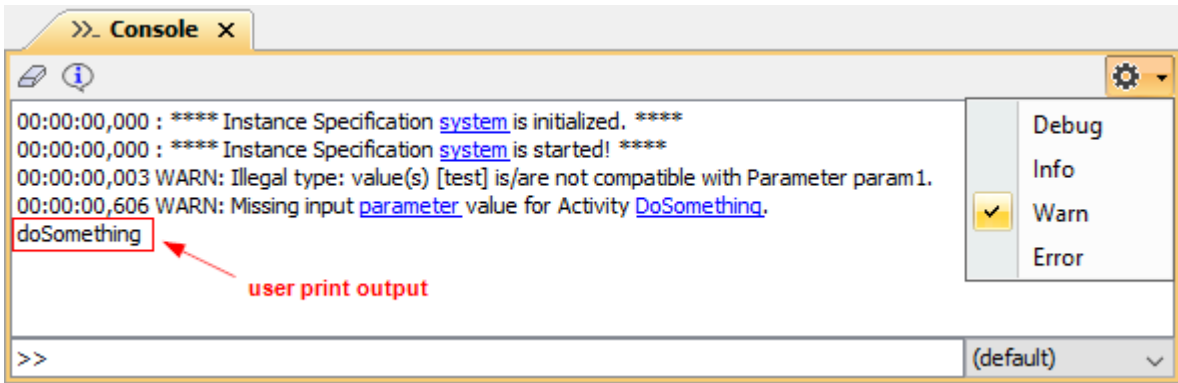 Console
00:00:00,000 : **** Instance Specification system is initialized. ****
00:00:00,000 : **** Instance Specification system is started! ****
00:00:00,003 WARN: Illegal type: value(s) [test] is/are not compatible with Parameter param1.
00:00:00,606 WARN: Missing input parameter value for Activity DoSomething.
doSomething
user print output
Debug
Info
Warn
Error
>>
(default)